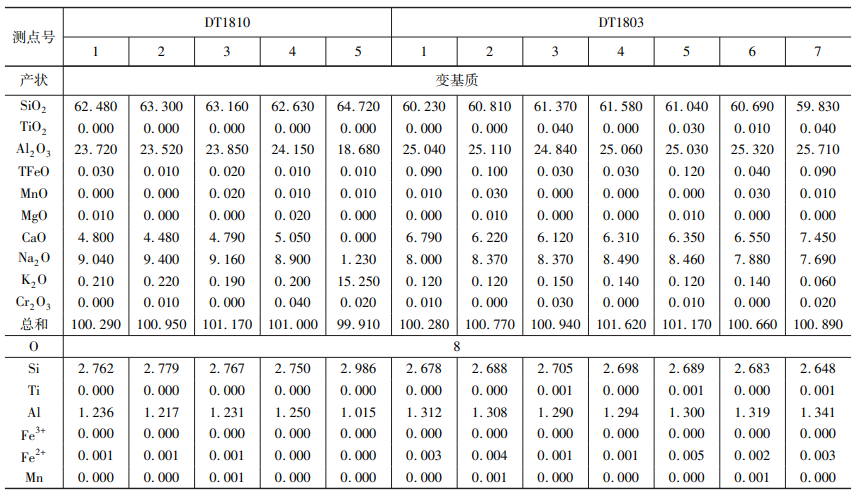 测点号 DT1810 DT1803
1 2 3 4 5 1 2 3 4 5 6 7
产状 变基质
SiO₂ 62.480 63.300 63.160 62.630 64.720 60.230 60.810 61.370 61.580 61.040 60.690 59.830
TiO₂ 0.000 0.000 0.000 0.000 0.000 0.000 0.000 0.040 0.000 0.030 0.010 0.040
Al₂O₃ 23.720 23.520 23.850 24.150 18.680 25.040 25.110 24.840 25.060 25.030 25.320 25.710
TFeO 0.030 0.010 0.020 0.010 0.010 0.090 0.100 0.030 0.030 0.120 0.040 0.090
MnO 0.000 0.000 0.020 0.010 0.010 0.010 0.030 0.000 0.000 0.000 0.030 0.010
MgO 0.010 0.000 0.000 0.020 0.000 0.000 0.010 0.000 0.000 0.010 0.000 0.000
CaO 4.800 4.480 4.790 5.050 0.000 6.790 6.220 6.120 6.310 6.350 6.550 7.450
Na₂O 9.040 9.400 9.160 8.900 1.230 8.000 8.370 8.370 8.490 8.460 7.880 7.690
K₂O 0.210 0.220 0.190 0.200 15.250 0.120 0.120 0.150 0.140 0.120 0.140 0.060
Cr₂O₃ 0.000 0.010 0.000 0.040 0.020 0.010 0.000 0.030 0.000 0.010 0.000 0.020
总和 100.290 100.950 101.170 101.000 99.910 100.280 100.770 100.940 101.620 101.170 100.660 100.890
O 8
Si 2.762 2.779 2.767 2.750 2.986 2.678 2.688 2.705 2.698 2.689 2.683 2.648
Ti 0.000 0.000 0.000 0.000 0.000 0.000 0.000 0.001 0.000 0.001 0.000 0.001
Al 1.236 1.217 1.231 1.250 1.015 1.312 1.308 1.290 1.294 1.300 1.319 1.341
Fe³⁺ 0.000 0.000 0.000 0.000 0.000 0.000 0.000 0.000 0.000 0.000 0.000 0.000
Fe²⁺ 0.001 0.001 0.001 0.000 0.000 0.003 0.004 0.001 0.001 0.005 0.002 0.003
Mn 0.000 0.000 0.001 0.000 0.000 0.000 0.001 0.000 0.000 0.000 0.001 0.000